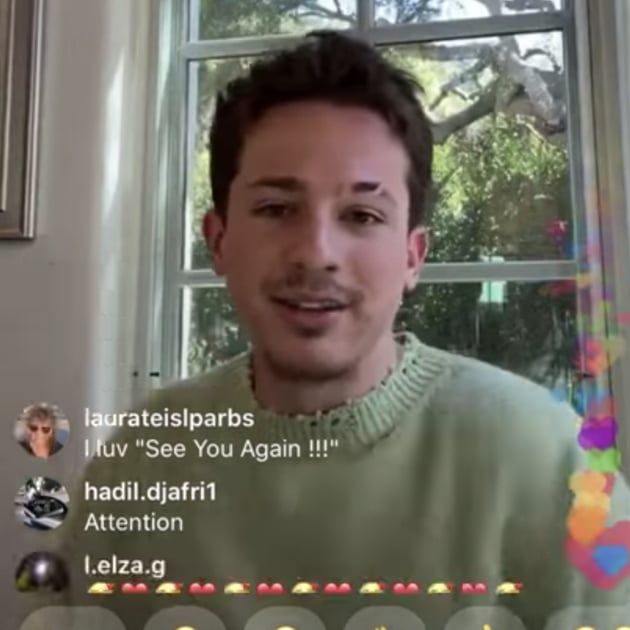 laurateislparbs
I luv "See You Again !!!"
hadil.djafri1
Attention
l.elza.g